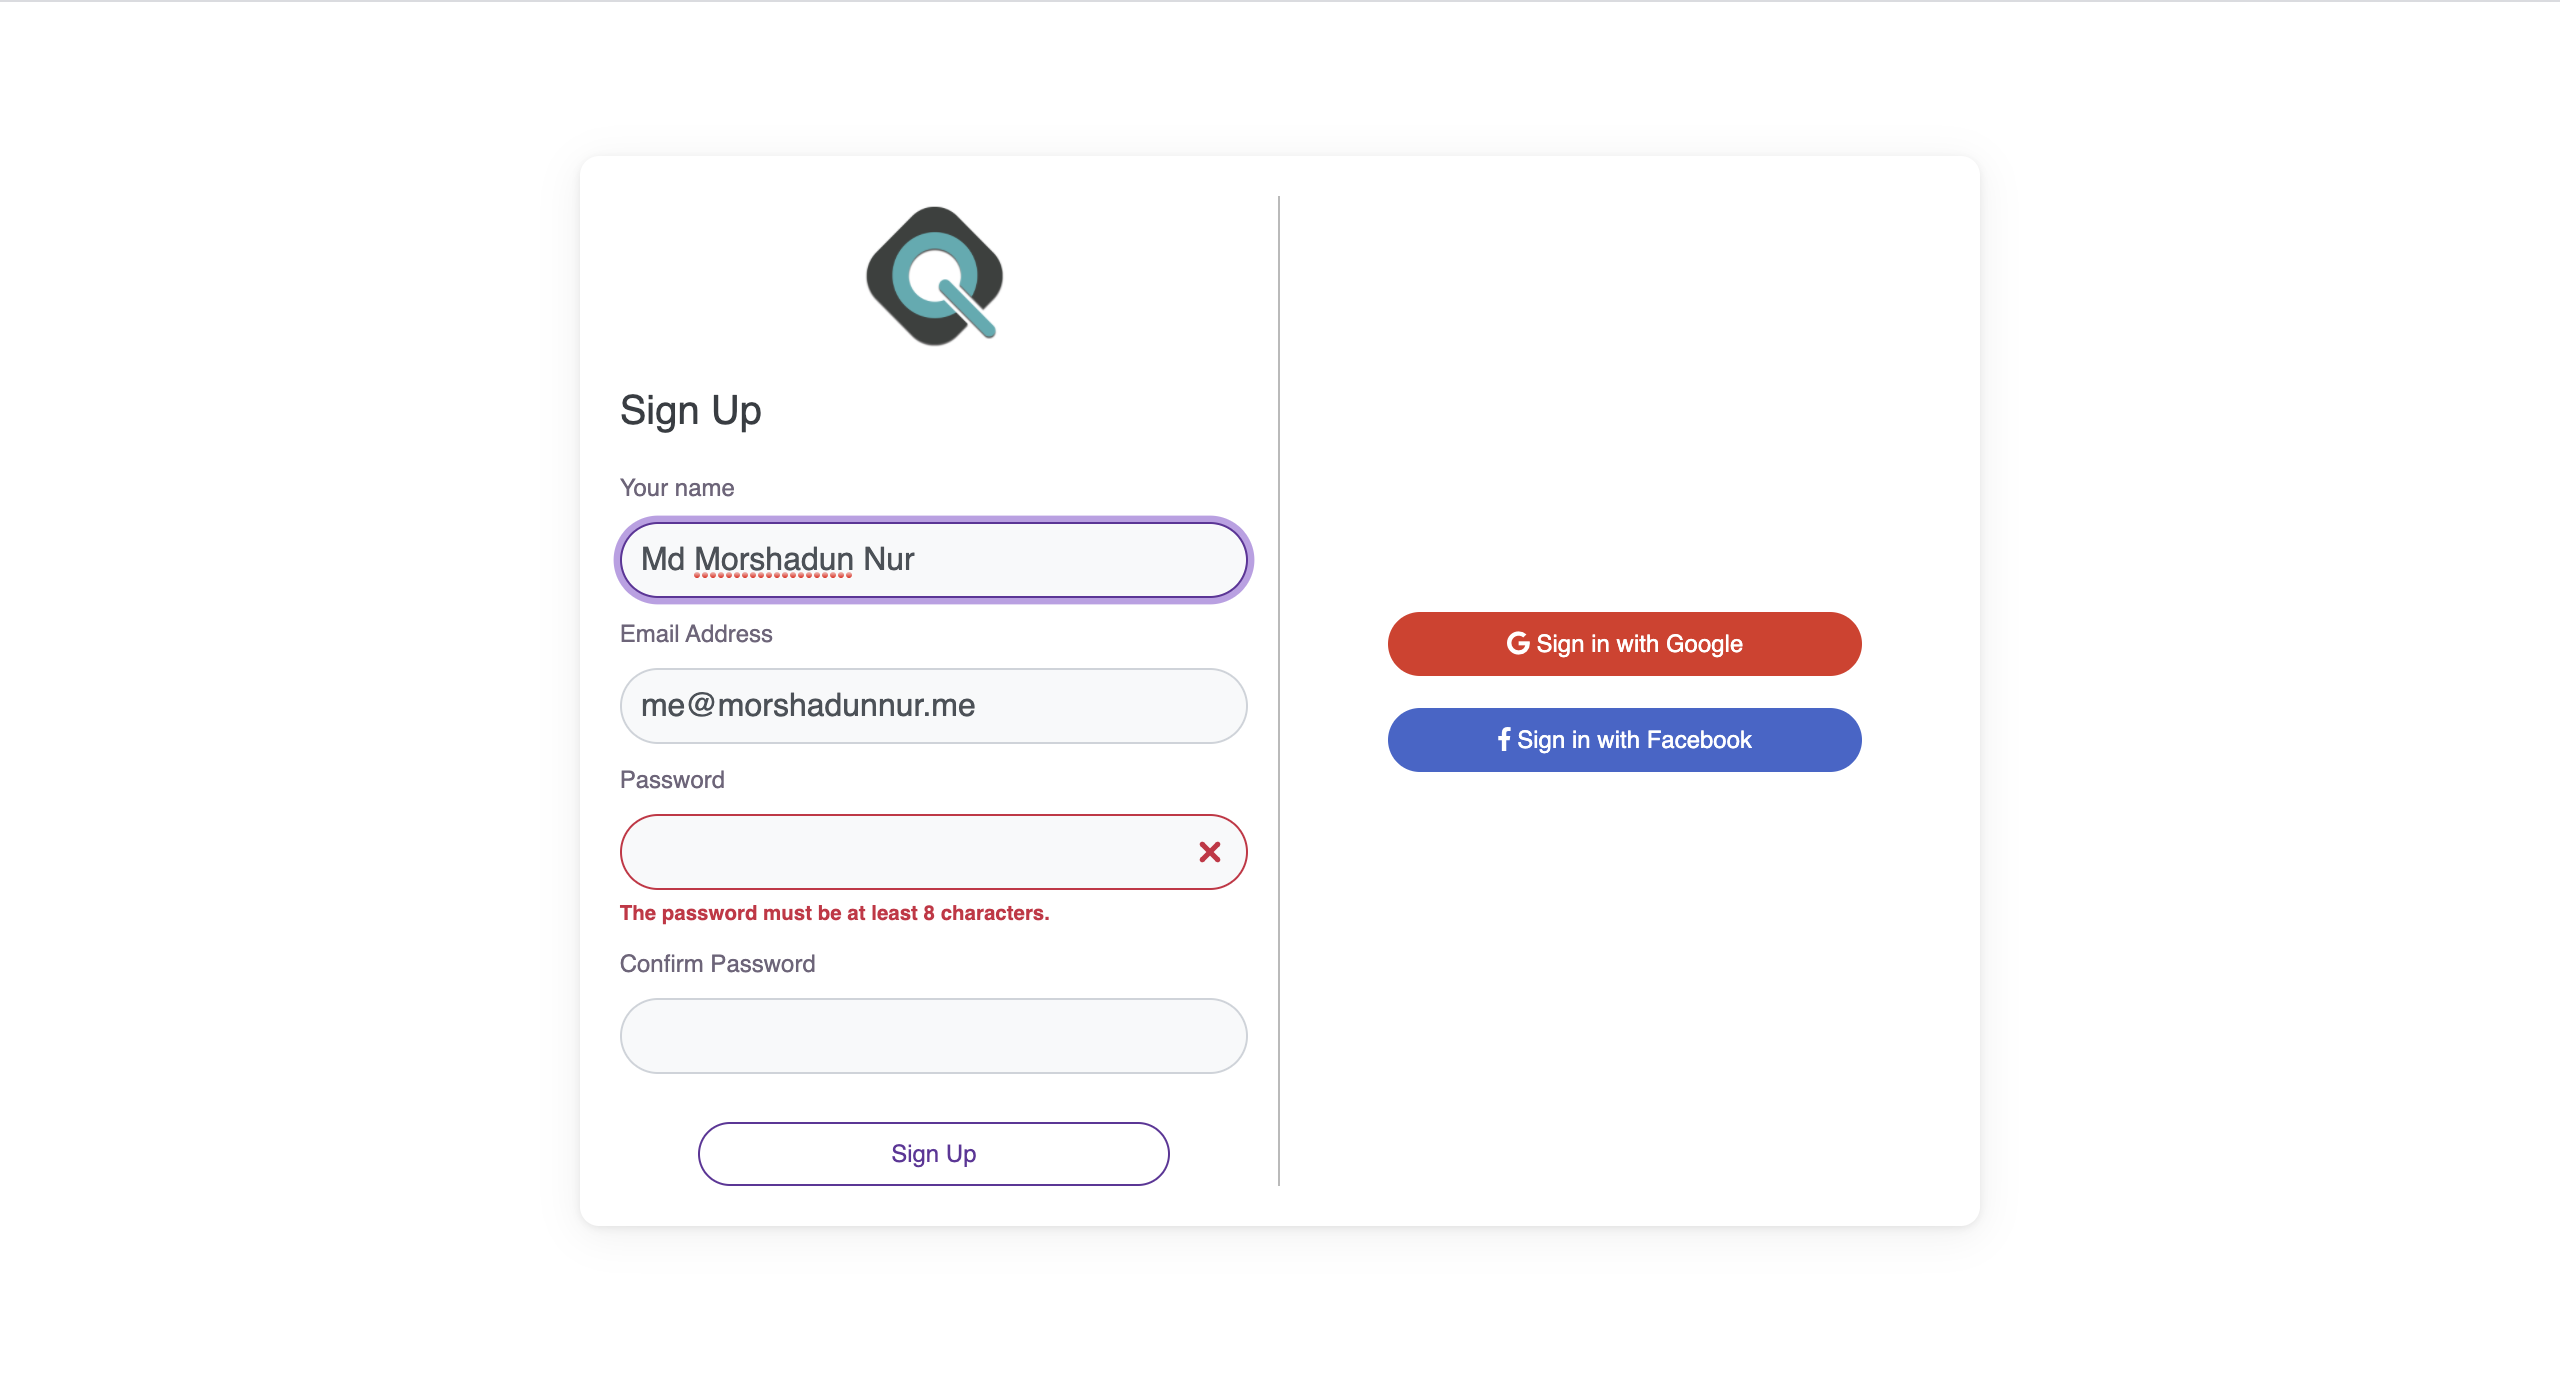 Sign Up
Your name
Md Morshadun Nur
Email Address
me@morshadunnur.me
Password
The password must be at least 8 characters.
Confirm Password
Sign Up
Sign in with Google
Sign in with Facebook